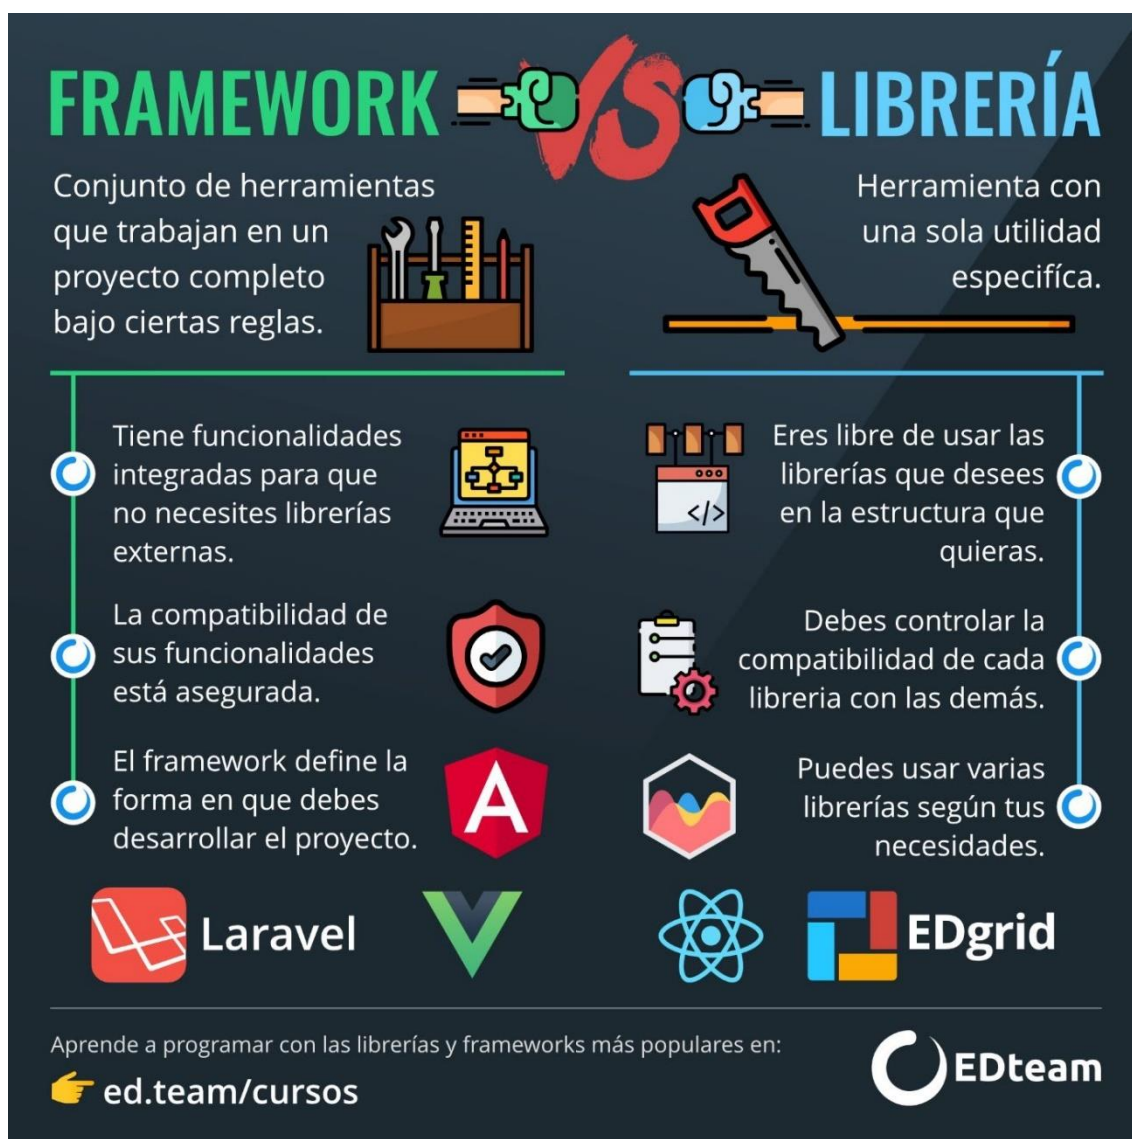 FRAMEWORK VS LIBRERÍA
Conjunto de herramientas
que trabajan en un
proyecto completo
bajo ciertas reglas.
Herramienta con
una sola utilidad
especifíca.
Tiene funcionalidades
integradas para que
no necesites librerías
externas.
La compatibilidad de
sus funcionalidades
está asegurada.
El framework define la
forma en que debes
desarrollar el proyecto.
</>
Eres libre de usar las
librerías que desees
en la estructura que
quieras.
Debes controlar la
compatibilidad de cada
libreria con las demás.
Puedes usar varias
librerías según tus
necesidades.
A
Laravel
EDgrid
Aprende a programar con las librerías y frameworks más populares en:
ed.team/cursos
EDteam